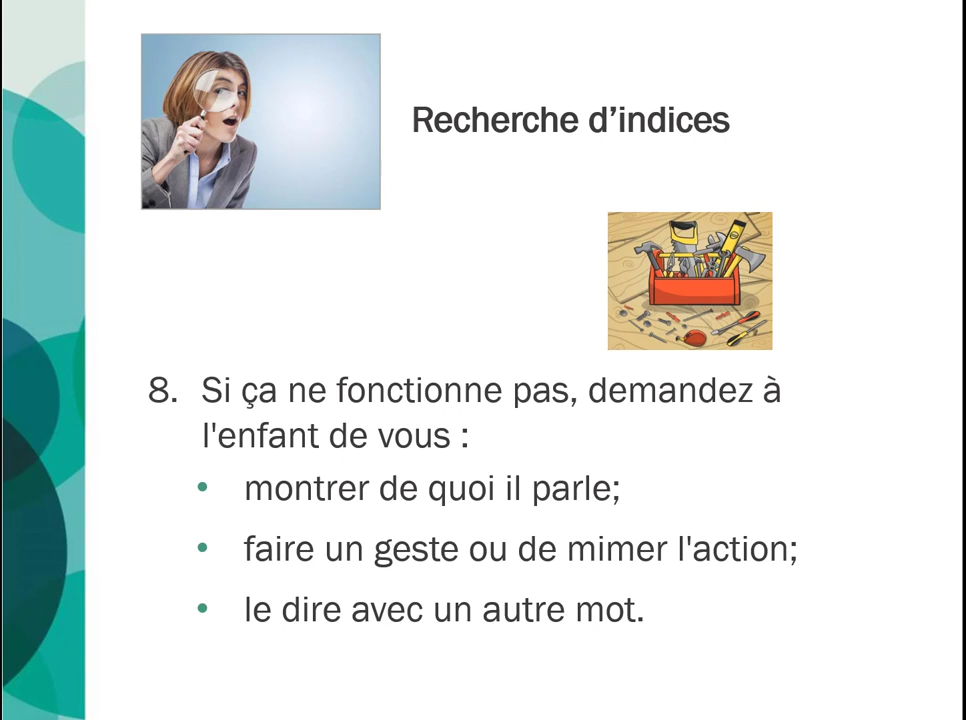 Recherche d’indices
8. Si ça ne fonctionne pas, demandez à
l'enfant de vous :
• montrer de quoi il parle;
• faire un geste ou de mimer l'action;
• le dire avec un autre mot.